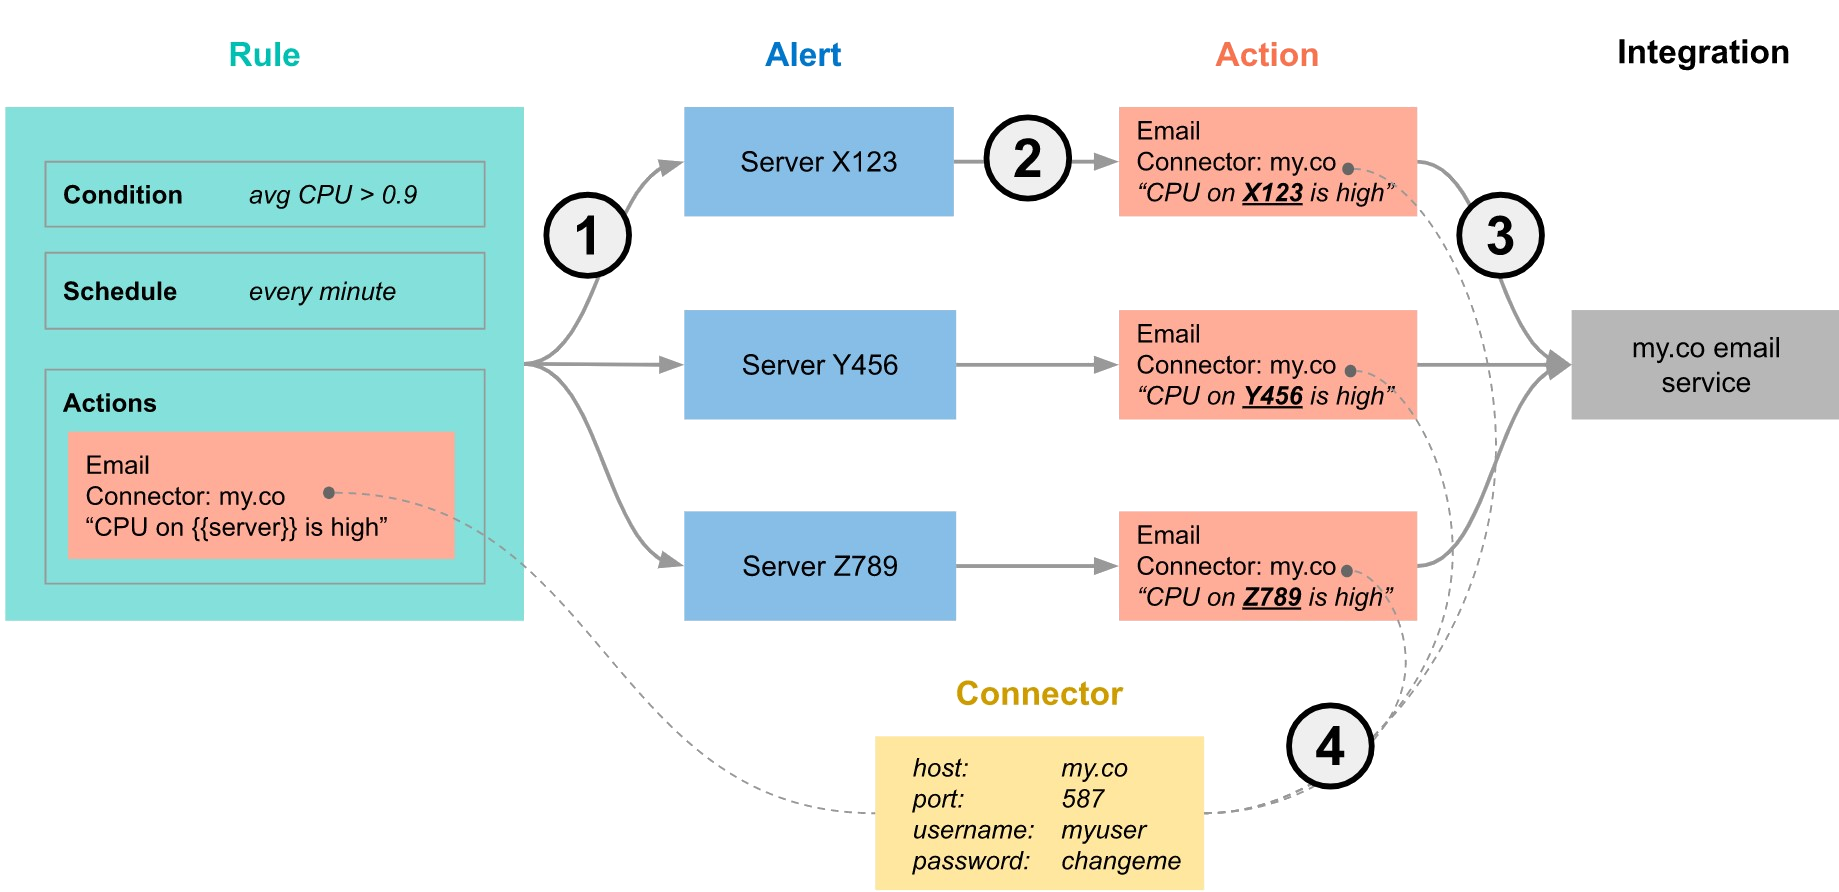 Rule
Alert
Action
Integration
Condition avg CPU > 0.9
Schedule every minute
Actions
Email
Connector: my.co
“CPU on {{server}} is high”
1
Server X123
2
Email
Connector: my.co
“CPU on X123 is high”
3
Server Y456
Email
Connector: my.co
“CPU on Y456 is high”
my.co email
service
Server Z789
Email
Connector: my.co
“CPU on Z789 is high”
Connector
4
host: my.co
port: 587
username: myuser
password: changeme